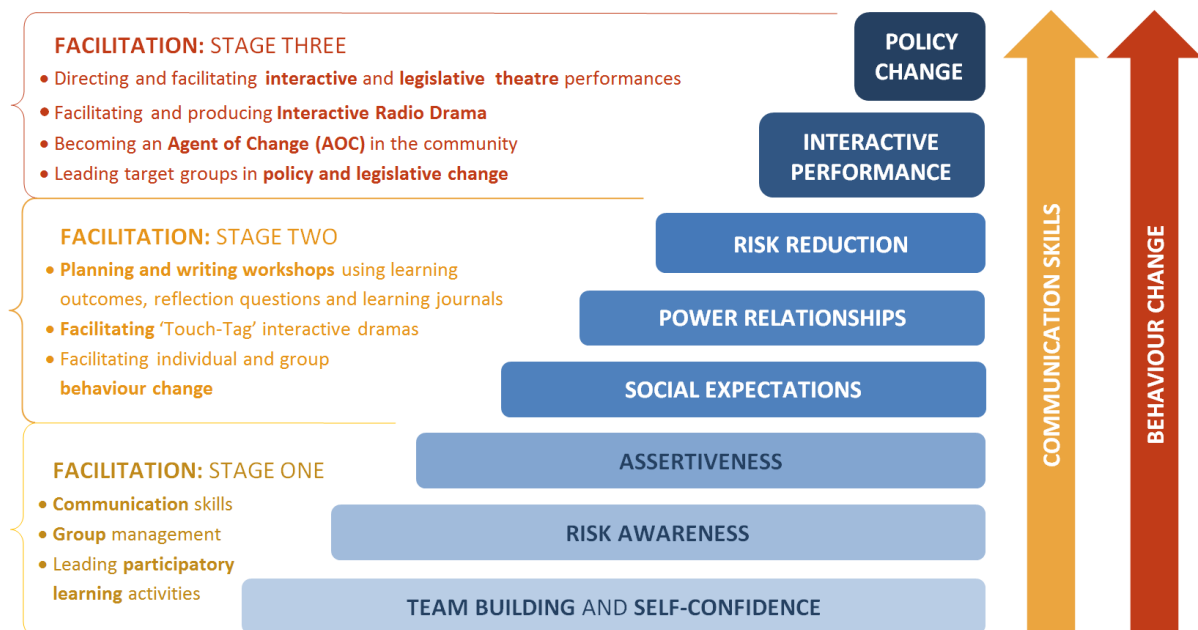 FACILITATION: STAGE THREE
• Directing and facilitating interactive and legislative theatre performances
• Facilitating and producing Interactive Radio Drama
• Becoming an Agent of Change (AOC) in the community
• Leading target groups in policy and legislative change
FACILITATION: STAGE TWO
• Planning and writing workshops using learning
outcomes, reflection questions and learning journals
• Facilitating ‘Touch-Tag’ interactive dramas
• Facilitating individual and group
behaviour change
FACILITATION: STAGE ONE
• Communication skills
• Group management
• Leading participatory
learning activities
POLICY
CHANGE
INTERACTIVE
PERFORMANCE
RISK REDUCTION
POWER RELATIONSHIPS
SOCIAL EXPECTATIONS
ASSERTIVENESS
RISK AWARENESS
TEAM BUILDING AND SELF-CONFIDENCE
COMMUNICATION SKILLS
BEHAVIOUR CHANGE